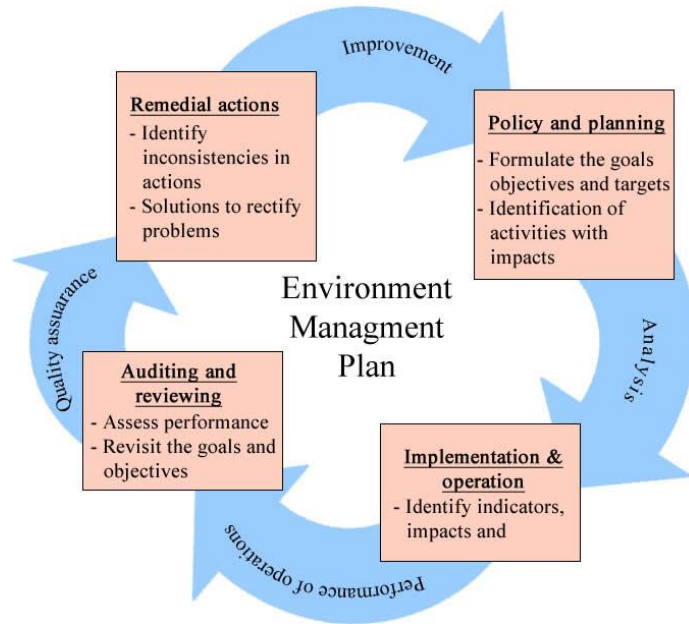 Improvement
Remedial actions
- Identify
inconsistencies in
actions
- Solutions to rectify
problems
Policy and planning
- Formulate the goals
objectives and targets
- Identification of
activities with
impacts
Environment
Managment
Plan
Quality assuarance
Analysis
Auditing and
reviewing
- Assess performance
- Revisit the goals and
objectives
Implementation &
operation
- Identify indicators,
impacts and
Performance of operations